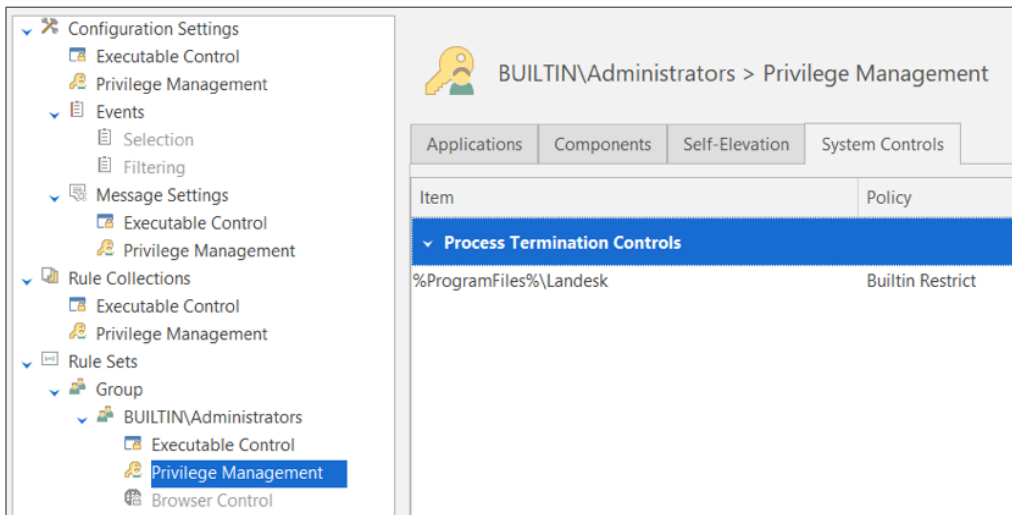 Configuration Settings
Executable Control
Privilege Management
Events
Selection
Filtering
Message Settings
Executable Control
Privilege Management
Rule Collections
Executable Control
Privilege Management
Rule Sets
Group
BUILTIN\Administrators
Executable Control
Privilege Management
Browser Control
BUILTIN\Administrators > Privilege Management
Applications Components Self-Elevation System Controls
Item Policy
Process Termination Controls
%ProgramFiles%\Landesk Builtin Restrict